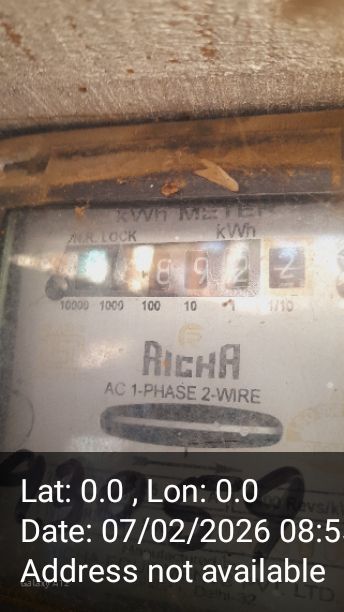 kWh METER
kWh
8 9 2 2
10000 1000 100 10 1 1/10
RICHA
AC 1-PHASE 2-WIRE
Lat: 0.0 , Lon: 0.0
Date: 07/02/2026 08:5
Address not available